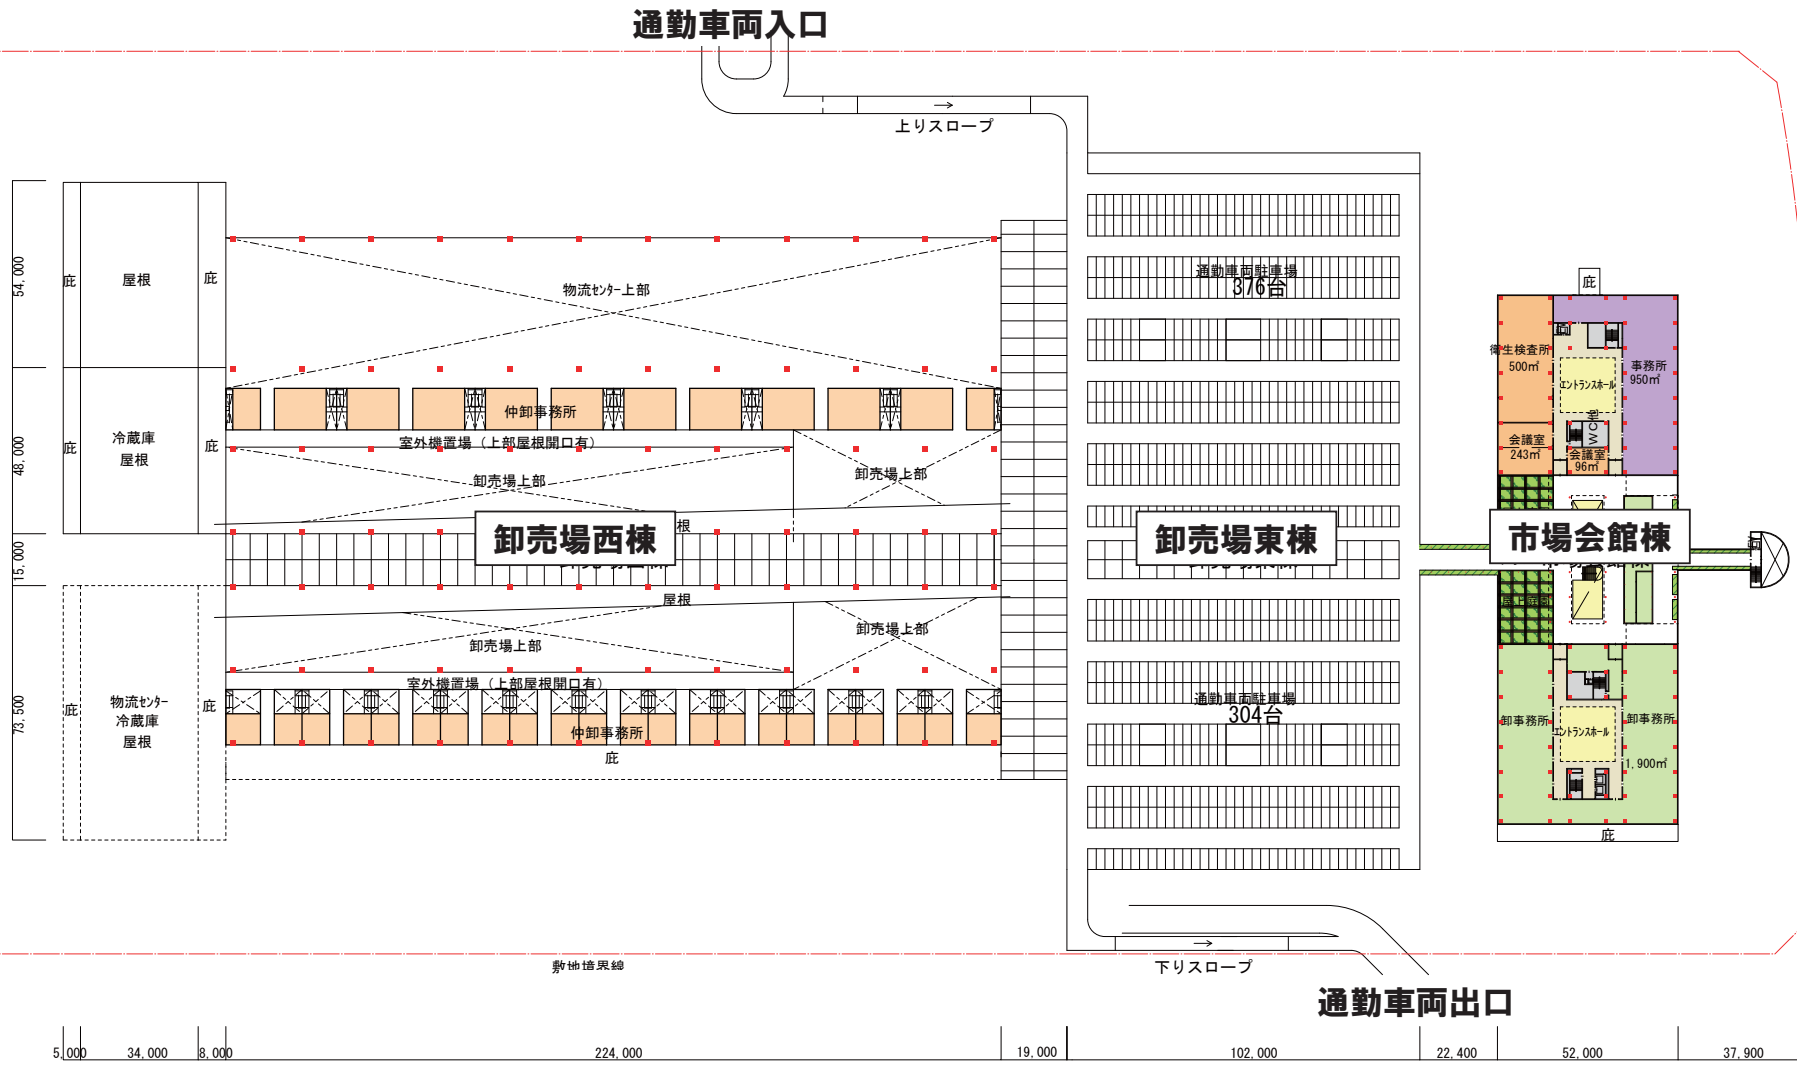 通勤車両入口
上りスロープ
54,000
庇
屋根
庇
物流センター上部
通勤車両駐車場
376台
庇
衛生検査所
500㎡
エントランスホール
事務所
950㎡
仲卸事務所
48,000
庇
冷蔵庫
屋根
庇
室外機置場（上部屋根開口有）
卸売場上部
卸売場上部
会議室
243㎡
WC他
会議室
96㎡
15,000
卸売場西棟
根
卸売場東棟
市場会館棟
屋根
卸売場上部
卸売場上部
室外機置場（上部屋根開口有）
73,500
庇
物流センター
冷蔵庫
屋根
庇
仲卸事務所
庇
通勤車両駐車場
304台
卸事務所
エントランスホール
卸事務所
1,900㎡
庇
敷地境界線
下りスロープ
通勤車両出口
5,000
34,000
8,000
224,000
19,000
102,000
22,400
52,000
37,900